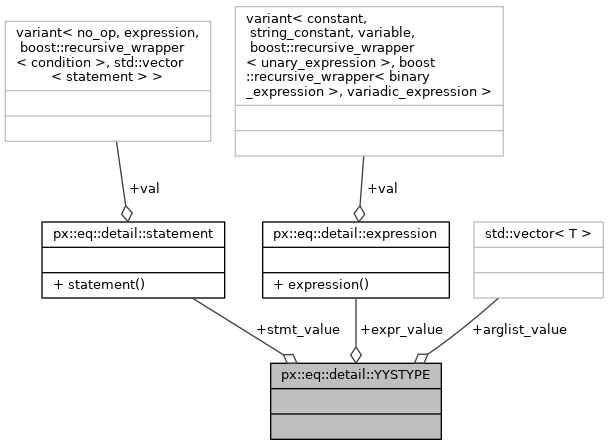 variant< no_op, expression,
boost::recursive_wrapper
< condition >, std::vector
< statement > >
variant< constant,
string_constant, variable,
boost::recursive_wrapper
< unary_expression >, boost
::recursive_wrapper< binary
_expression >, variadic_expression >
+val
+val
px::eq::detail::statement
+ statement()
px::eq::detail::expression
+ expression()
std::vector< T >
+stmt_value
+expr_value
+arglist_value
px::eq::detail::YYSTYPE